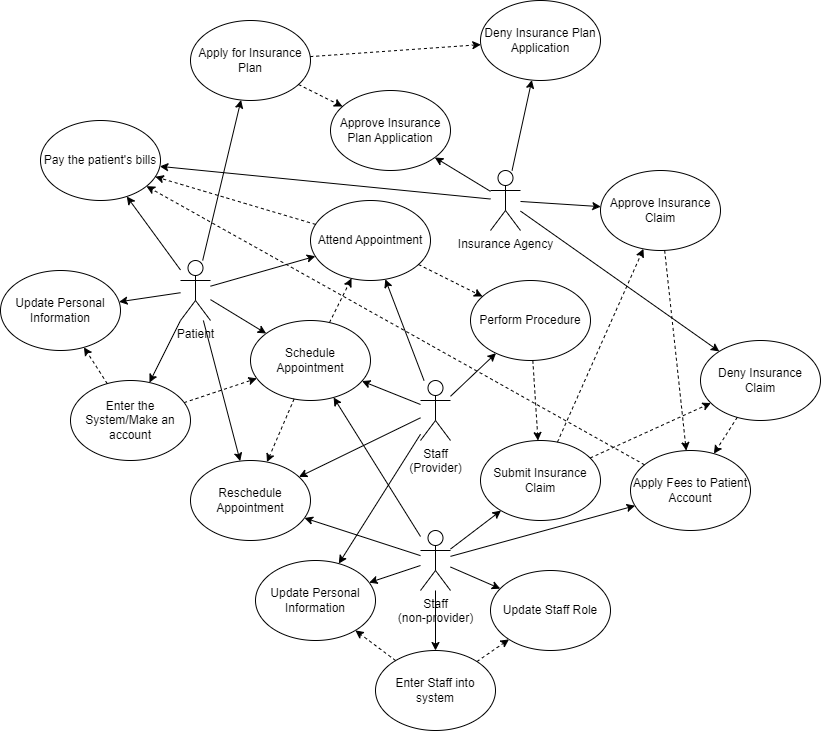 Deny Insurance Plan
Application
Apply for Insurance
Plan
Approve Insurance
Plan Application
Pay the patient's bills
Approve Insurance
Claim
Insurance Agency
Attend Appointment
Update Personal
Information
Patient
Perform Procedure
Schedule
Appointment
Deny Insurance
Claim
Enter the
System/Make an
account
Staff
(Provider)
Submit Insurance
Claim
Apply Fees to Patient
Account
Reschedule
Appointment
Update Personal
Information
Staff
(non-provider)
Update Staff Role
Enter Staff into
system